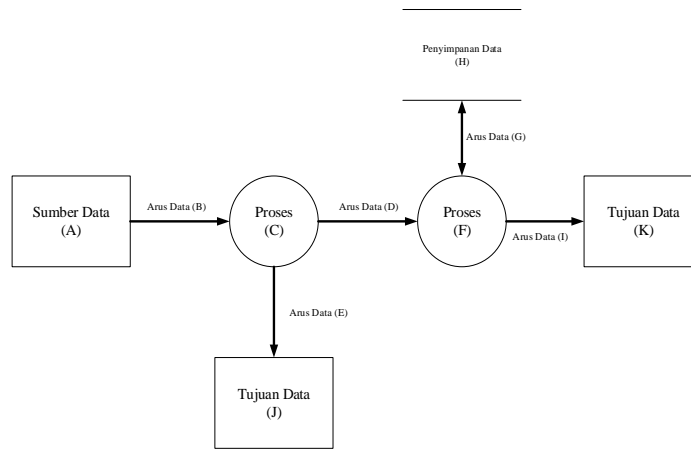 Penyimpanan Data
(H)
Arus Data (G)
Sumber Data
(A)
Arus Data (B)
Proses
(C)
Arus Data (D)
Proses
(F)
Arus Data (I)
Tujuan Data
(K)
Arus Data (E)
Tujuan Data
(J)